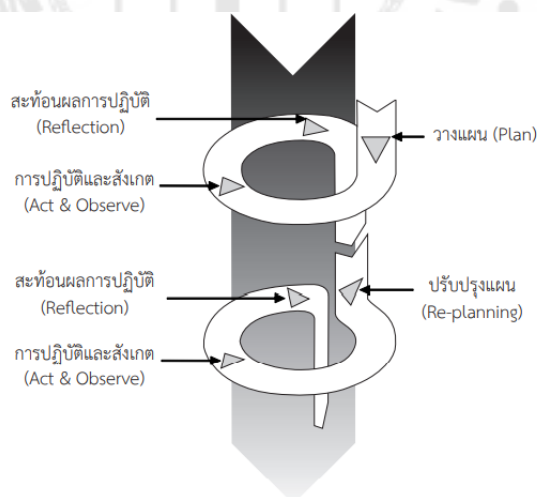 สะท้อนผลการปฏิบัติ
(Reflection)
วางแผน (Plan)
การปฏิบัติและสังเกต
(Act & Observe)
สะท้อนผลการปฏิบัติ
(Reflection)
ปรับปรุงแผน
(Re-planning)
การปฏิบัติและสังเกต
(Act & Observe)